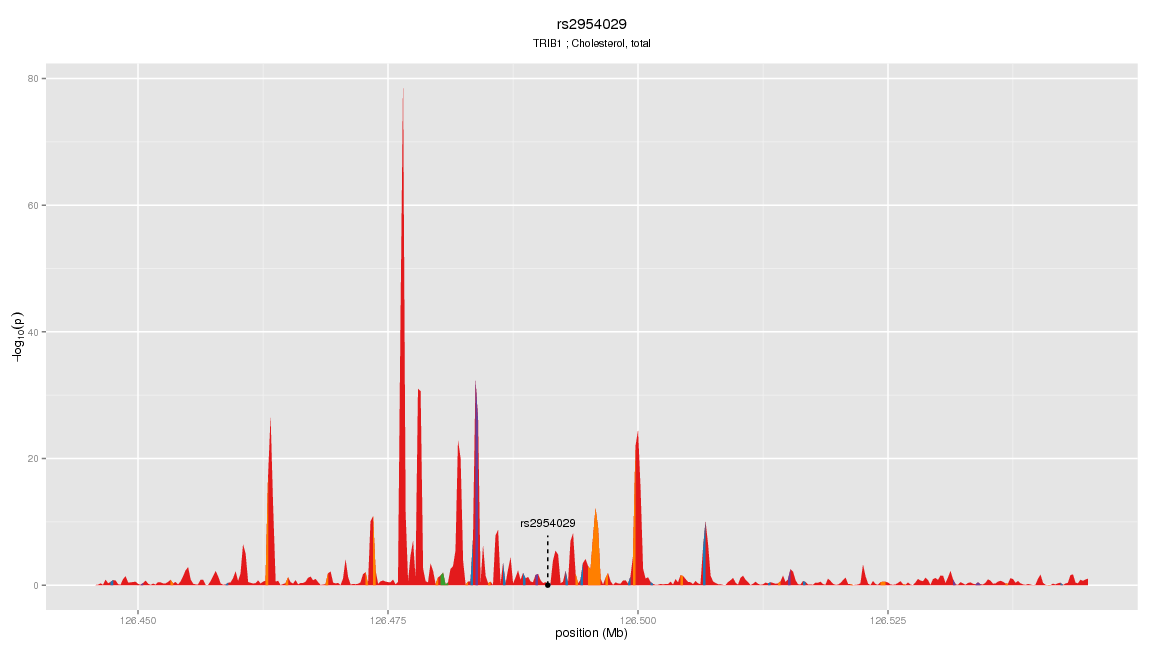 rs2954029
TRIB1 ; Cholesterol, total
80
60
40
20
0
−log10(p)
rs2954029
126.450 126.475 126.500 126.525
position (Mb)